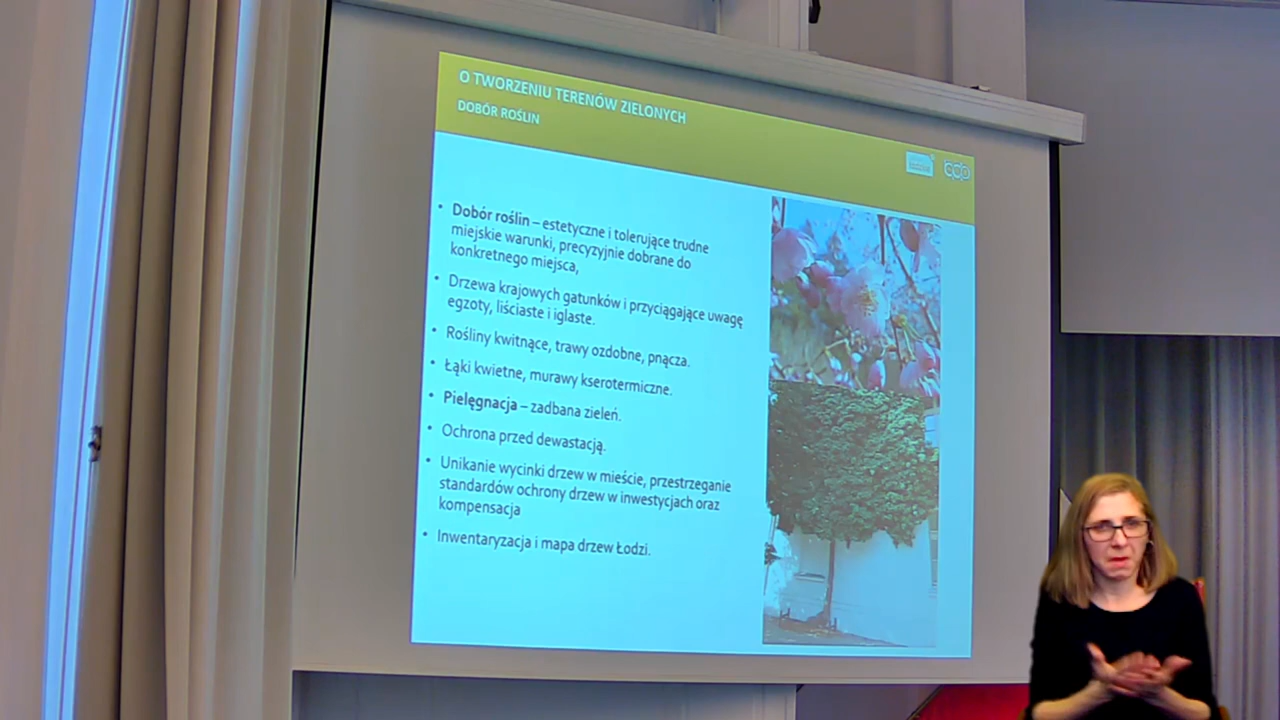 O TWORZENIU TERENÓW ZIELONYCH
DOBÓR ROŚLIN
• Dobór roślin – estetyczne i tolerujące trudne
miejskie warunki, precyzyjnie dobrane do
konkretnego miejsca,
• Drzewa krajowych gatunków i przyciągające uwagę
egzoty, liściaste i iglaste.
• Rośliny kwitnące, trawy ozdobne, pnącza.
• Łąki kwietne, murawy kserotermiczne.
• Pielęgnacja – zadbana zieleń.
• Ochrona przed dewastacją.
• Unikanie wycinki drzew w mieście, przestrzeganie
standardów ochrony drzew w inwestycjach oraz
kompensacja
• Inwentaryzacja i mapa drzew Łodzi.